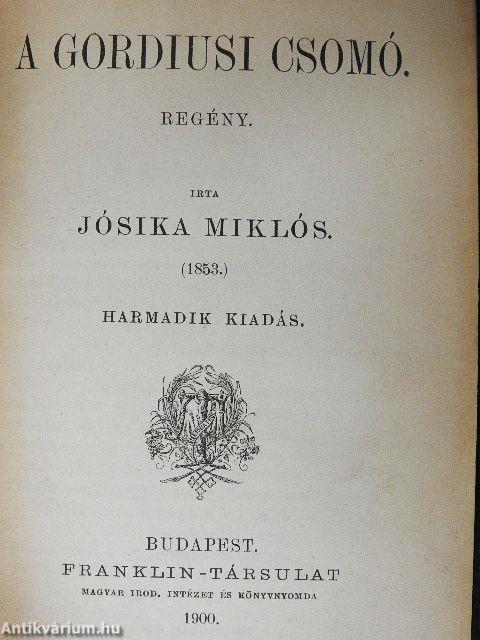 A GORDIUSI CSOMÓ.
REGÉNY.
IRTA
JÓSIKA MIKLÓS.
(1853.)
HARMADIK KIADÁS.
BUDAPEST.
FRANKLIN-TÁRSULAT
MAGYAR IROD. INTÉZET ÉS KÖNYVNYOMDA
1900.
Antikvárium.hu